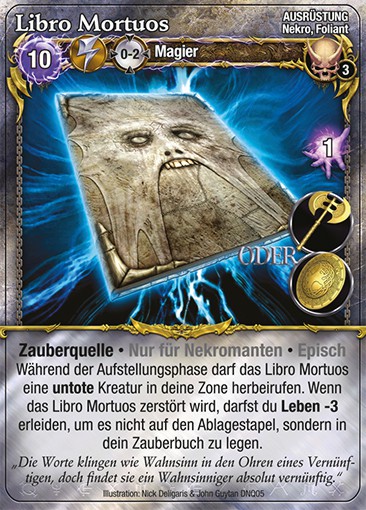 Libro Mortuos
AUSRÜSTUNG
Nekro, Foliant
10
0-2
Magier
3
1
ODER
Zauberquelle • Nur für Nekromanten • Episch
Während der Aufstellungsphase darf das Libro Mortuos
eine untote Kreatur in deine Zone herbeirufen. Wenn
das Libro Mortuos zerstört wird, darfst du Leben -3
erleiden, um es nicht auf den Ablagestapel, sondern in
dein Zauberbuch zu legen.
„Die Worte klingen wie Wahnsinn in den Ohren eines Vernünf-
tigen, doch findet sie ein Wahnsinniger absolut vernünftig.“
Illustration: Nick Deligaris & John Guytan DNQ05